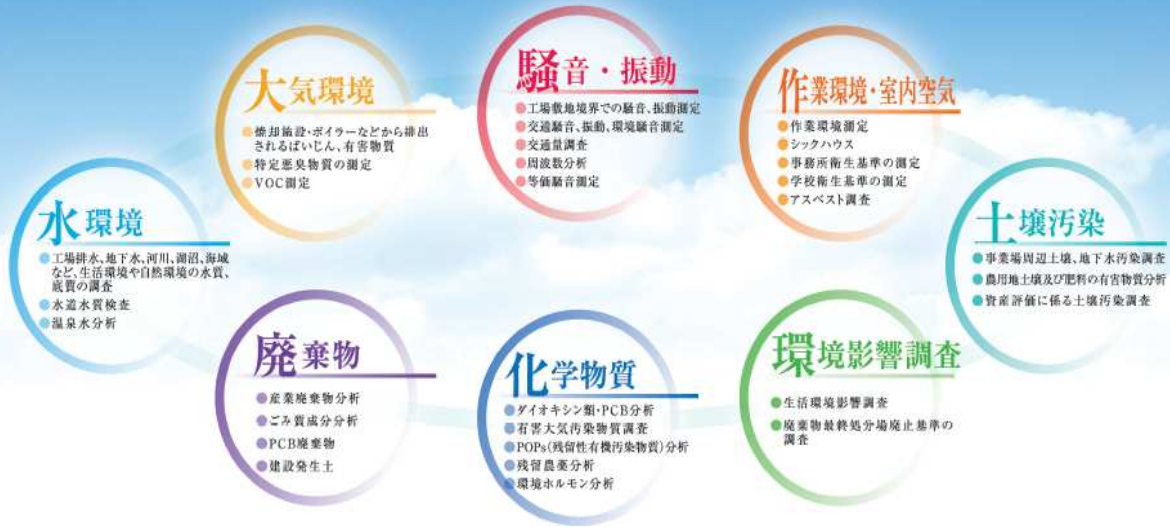 大気環境
焼却施設・ボイラーなどから排出
されるばいじん、有害物質
特定悪臭物質の測定
VOC測定
騒音・振動
工場敷地境界での騒音、振動測定
交通騒音、振動、環境騒音測定
交通量調査
周波数分析
等価騒音測定
作業環境・室内空気
作業環境測定
シックハウス
事務所衛生基準の測定
学校衛生基準の測定
アスベスト調査
水環境
工場排水、地下水、河川、湖沼、海域
など、生活環境や自然環境の水質、
底質の調査
水道水質検査
温泉水分析
土壌汚染
事業場周辺土壌、地下水汚染調査
農用地土壌及び肥料の有害物質分析
資産評価に係る土壌汚染調査
廃棄物
産業廃棄物分析
ごみ質成分分析
PCB廃棄物
建設発生土
化学物質
ダイオキシン類・PCB分析
有害大気汚染物質調査
POPs（残留性有機汚染物質）分析
残留農薬分析
環境ホルモン分析
環境影響調査
生活環境影響調査
廃棄物最終処分場廃止基準の
調査